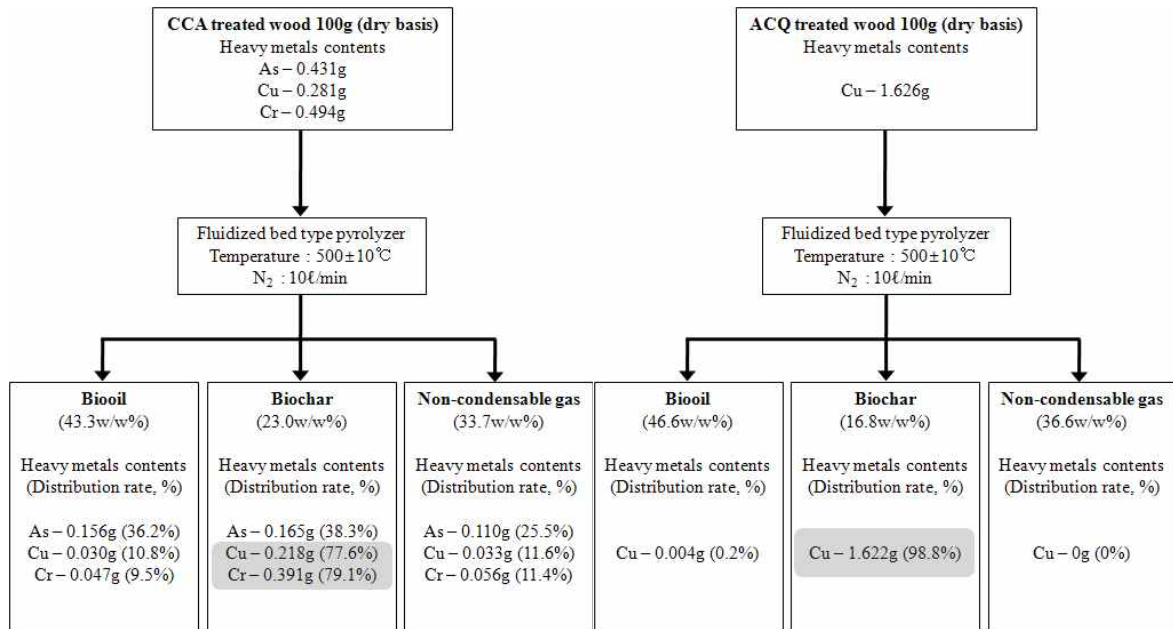 CCA treated wood 100g (dry basis)
Heavy metals contents
As – 0.431g
Cu – 0.281g
Cr – 0.494g
Fluidized bed type pyrolyzer
Temperature : 500±10℃
N₂ : 10ℓ/min
Biooil
(43.3w/w%)
Heavy metals contents
(Distribution rate, %)
As – 0.156g (36.2%)
Cu – 0.030g (10.8%)
Cr – 0.047g (9.5%)
Biochar
(23.0w/w%)
Heavy metals contents
(Distribution rate, %)
As – 0.165g (38.3%)
Cu – 0.218g (77.6%)
Cr – 0.391g (79.1%)
Non-condensable gas
(33.7w/w%)
Heavy metals contents
(Distribution rate, %)
As – 0.110g (25.5%)
Cu – 0.033g (11.6%)
Cr – 0.056g (11.4%)
ACQ treated wood 100g (dry basis)
Heavy metals contents
Cu – 1.626g
Fluidized bed type pyrolyzer
Temperature : 500±10℃
N₂ : 10ℓ/min
Biooil
(46.6w/w%)
Heavy metals contents
(Distribution rate, %)
Cu – 0.004g (0.2%)
Biochar
(16.8w/w%)
Heavy metals contents
(Distribution rate, %)
Cu – 1.622g (98.8%)
Non-condensable gas
(36.6w/w%)
Heavy metals contents
(Distribution rate, %)
Cu – 0g (0%)